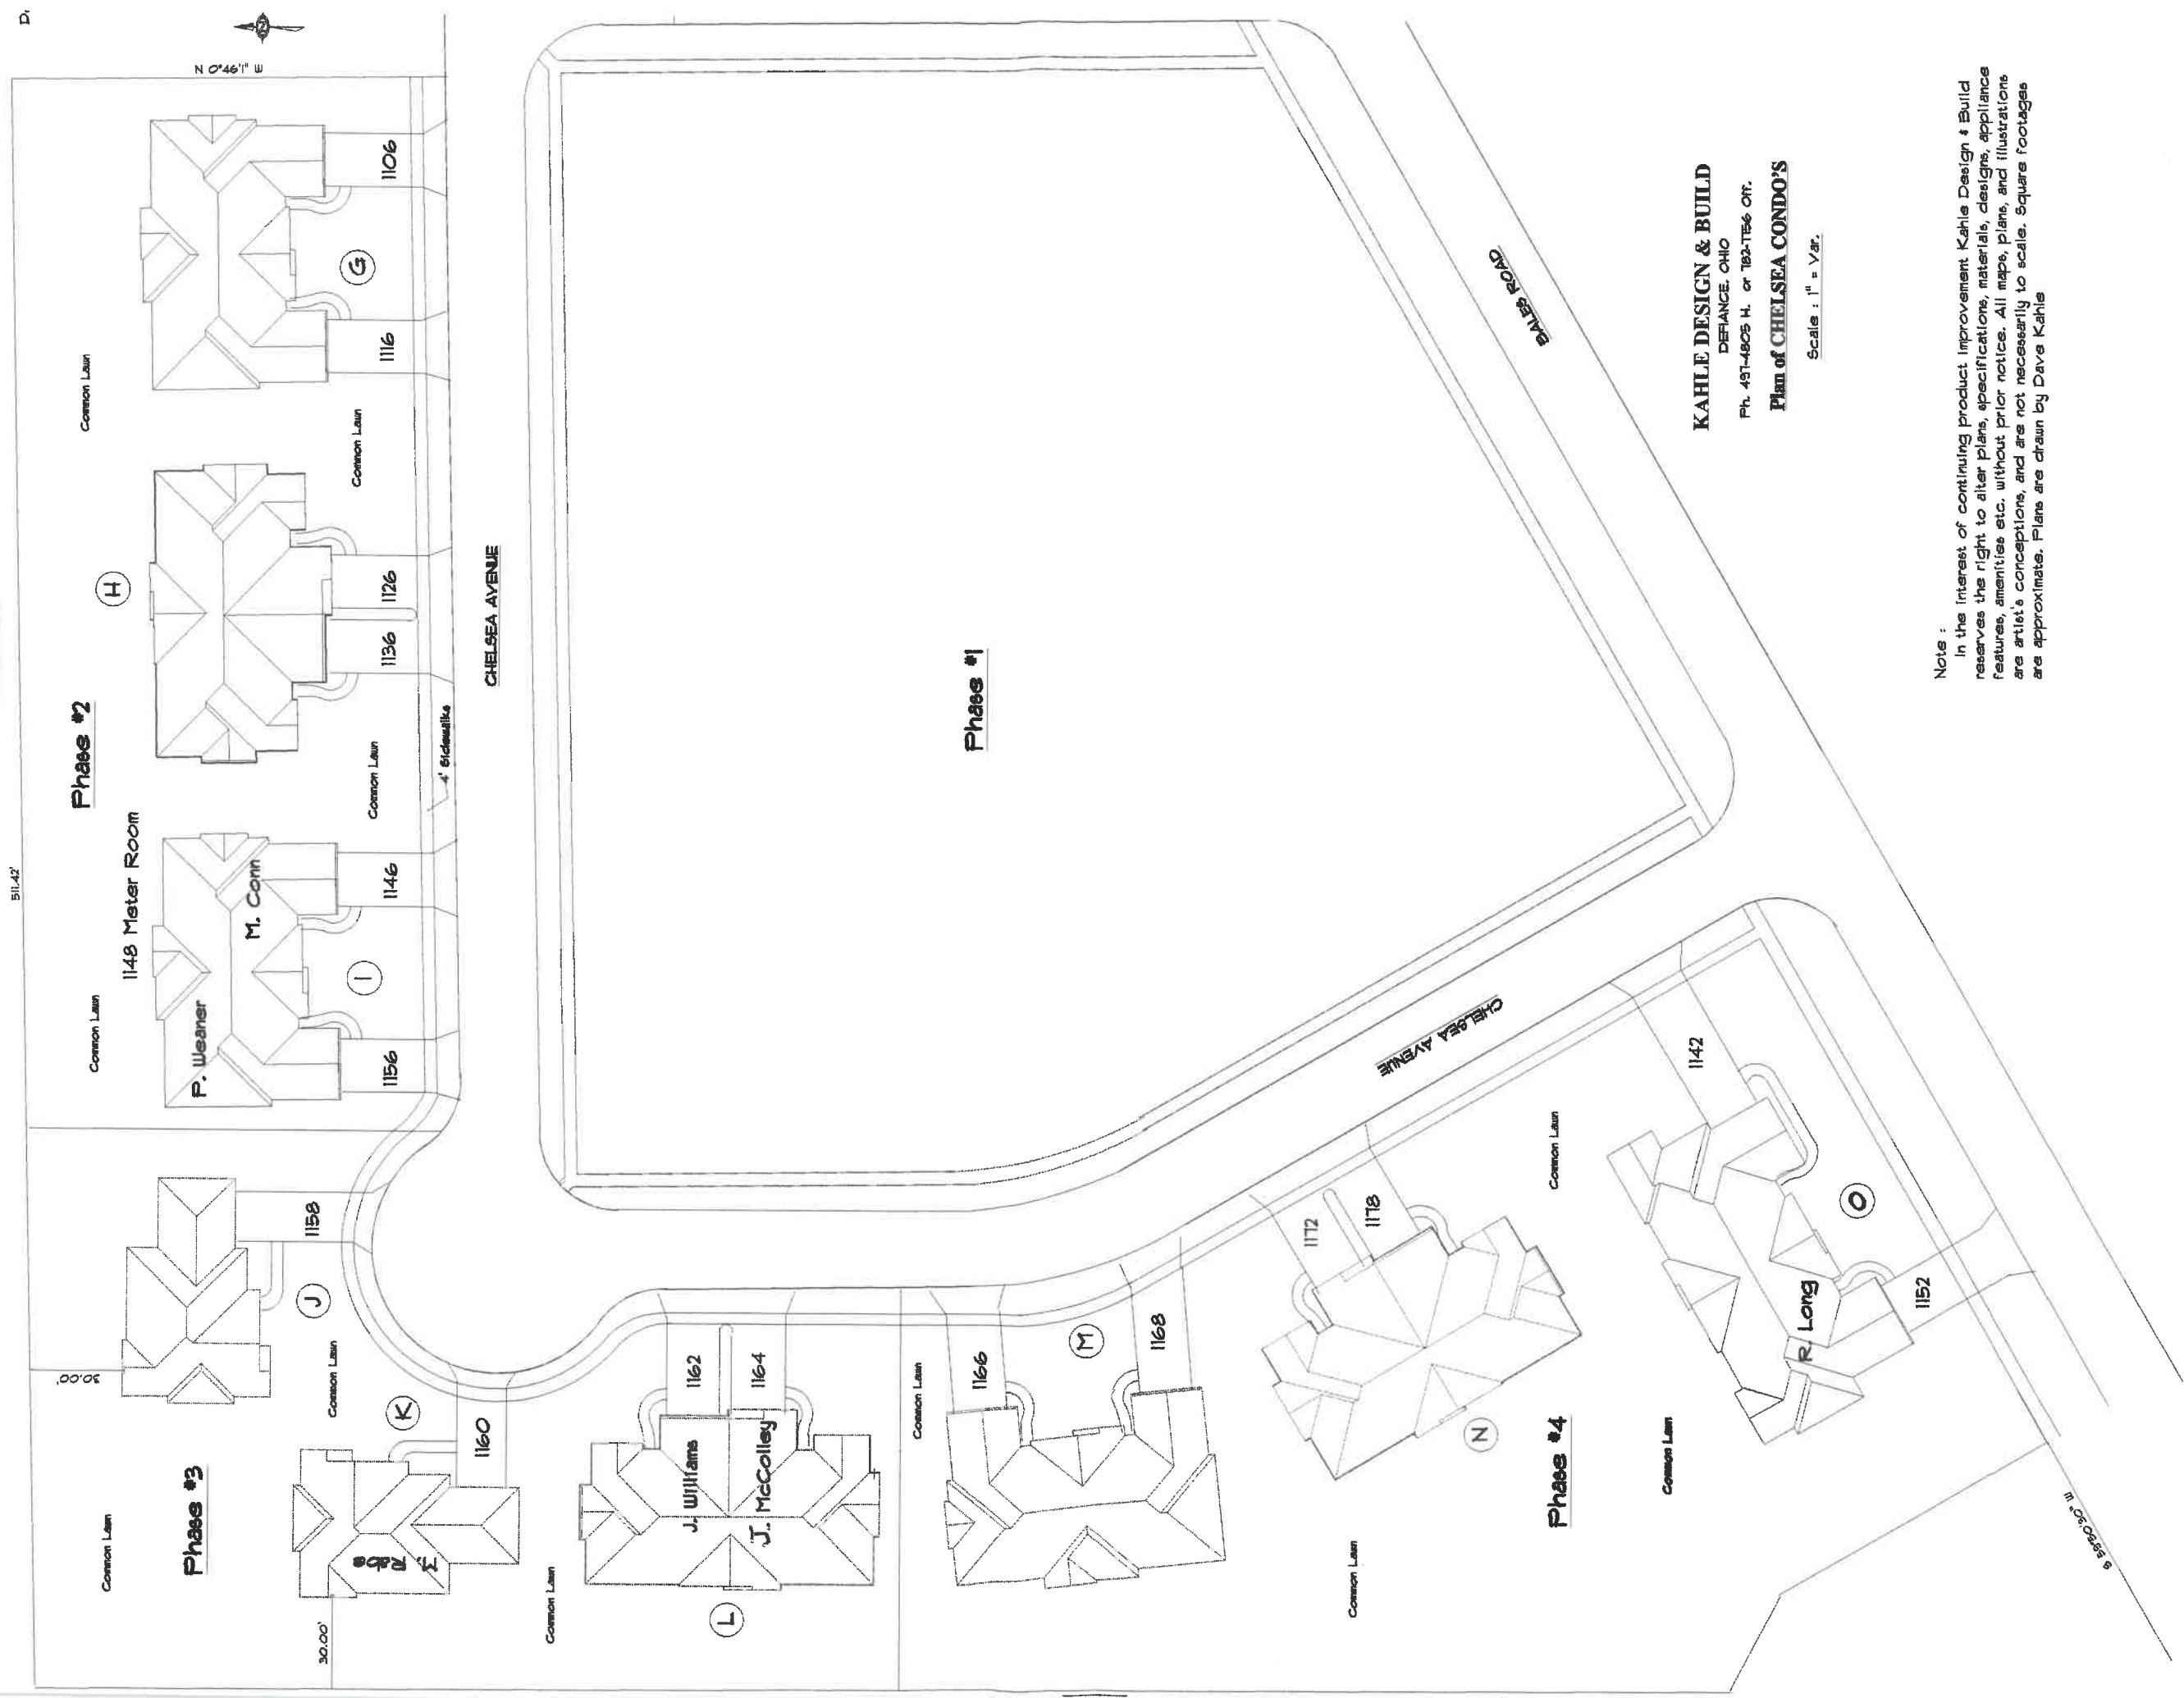 D.
N 0°46'1" W
511.42'
Phase #2
Common Lawn
Common Lawn
Common Lawn
Common Lawn
1148 Meter Room
G
1106
1116
H
1126
1136
I
M. Conn
P. Weaner
1146
1156
4' Sidewalks
CHELSEA AVENUE
Phase #1
BALES ROAD
CHELSEA AVENUE
Phase #3
30.00'
30.00'
Common Lawn
Common Lawn
Common Lawn
J
1158
K
1160
L
J. Williams
J. McColley
1162
1164
Common Lawn
M
1166
1168
Phase #4
N
1172
1178
Common Lawn
Common Lawn
Common Lawn
O
R. Long
1142
1152
KAHLE DESIGN & BUILD
DEFIANCE, OHIO
Ph. 497-4805 H. or 782-7756 Off.
Plan of CHELSEA CONDO'S
Scale : 1" = Var.
Note :
In the interest of continuing product improvement Kahle Design & Build
reserves the right to alter plans, specifications, materials, designs, appliance
features, amenities etc. without prior notice. All maps, plans, and illustrations
are artist's conceptions, and are not necessarily to scale. Square footages
are approximate. Plans are drawn by Dave Kahle